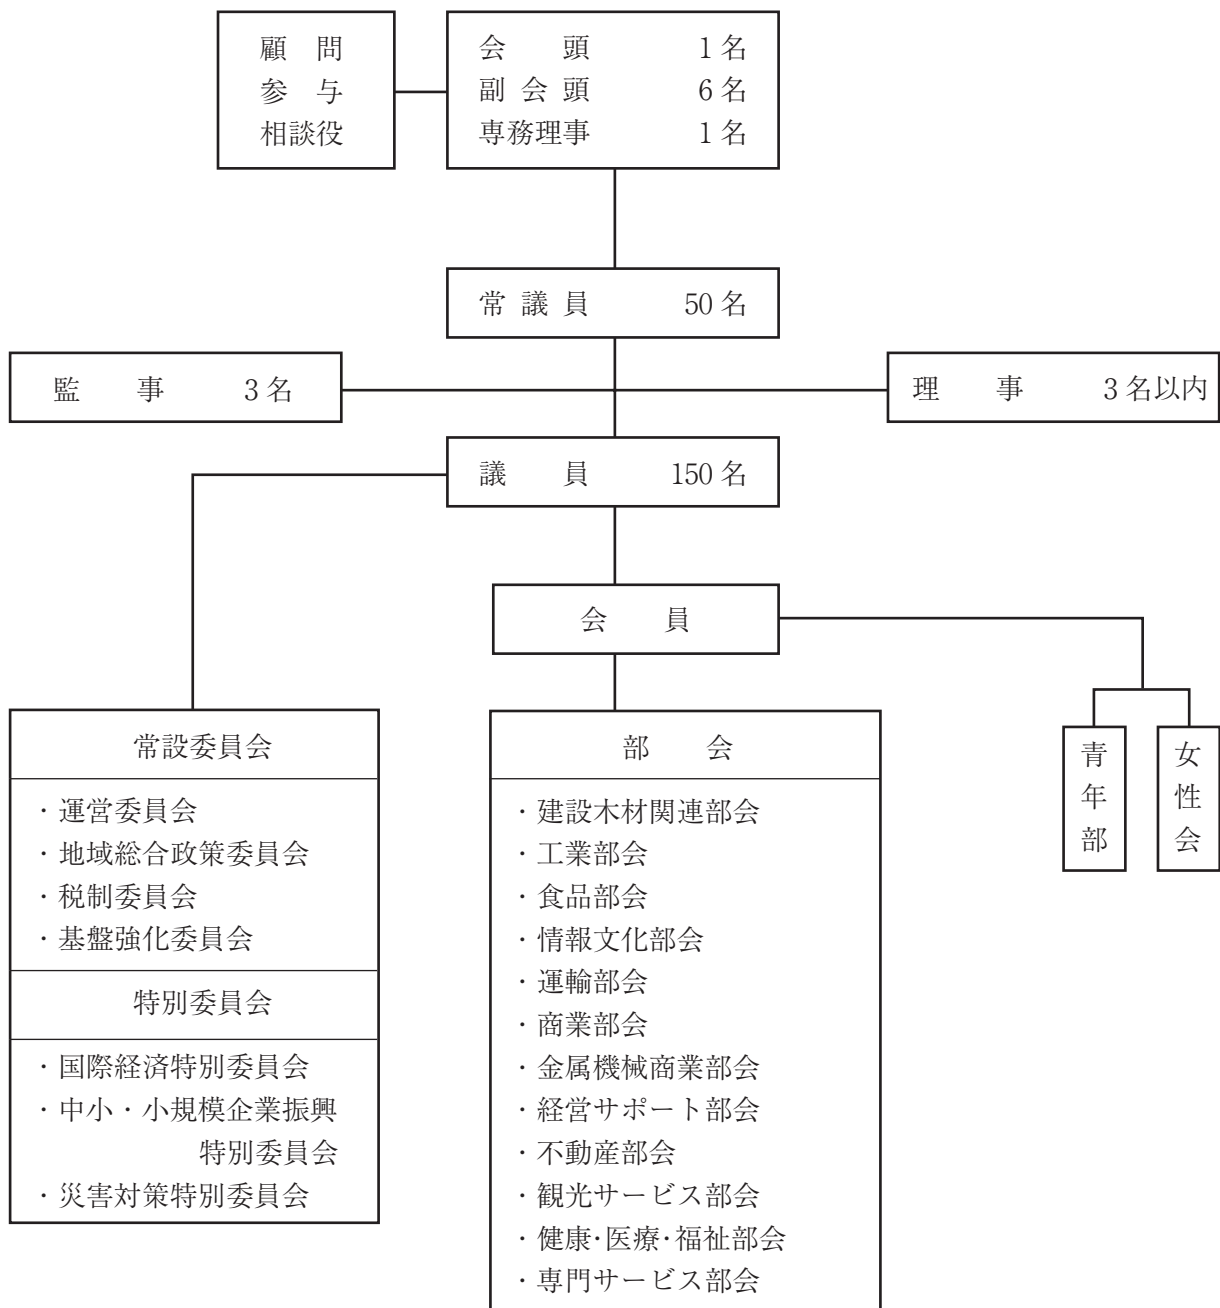 顧　問
参　与
相談役
会　　頭　　　1名
副 会 頭　　　6名
専務理事　　　1名
常 議 員　　50名
監　　事　　3名
理　　事　　3名以内
議　　員　　150名
会　　員
青年部
女性会
常設委員会
・運営委員会
・地域総合政策委員会
・税制委員会
・基盤強化委員会
特別委員会
・国際経済特別委員会
・中小・小規模企業振興
特別委員会
・災害対策特別委員会
部　　会
・建設木材関連部会
・工業部会
・食品部会
・情報文化部会
・運輸部会
・商業部会
・金属機械商業部会
・経営サポート部会
・不動産部会
・観光サービス部会
・健康・医療・福祉部会
・専門サービス部会